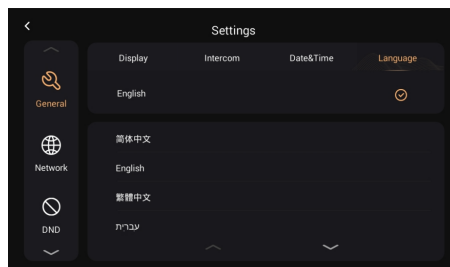 Settings
Display Intercom Date&Time Language
General
English
Network
简体中文
English
繁體中文
DND
עברית